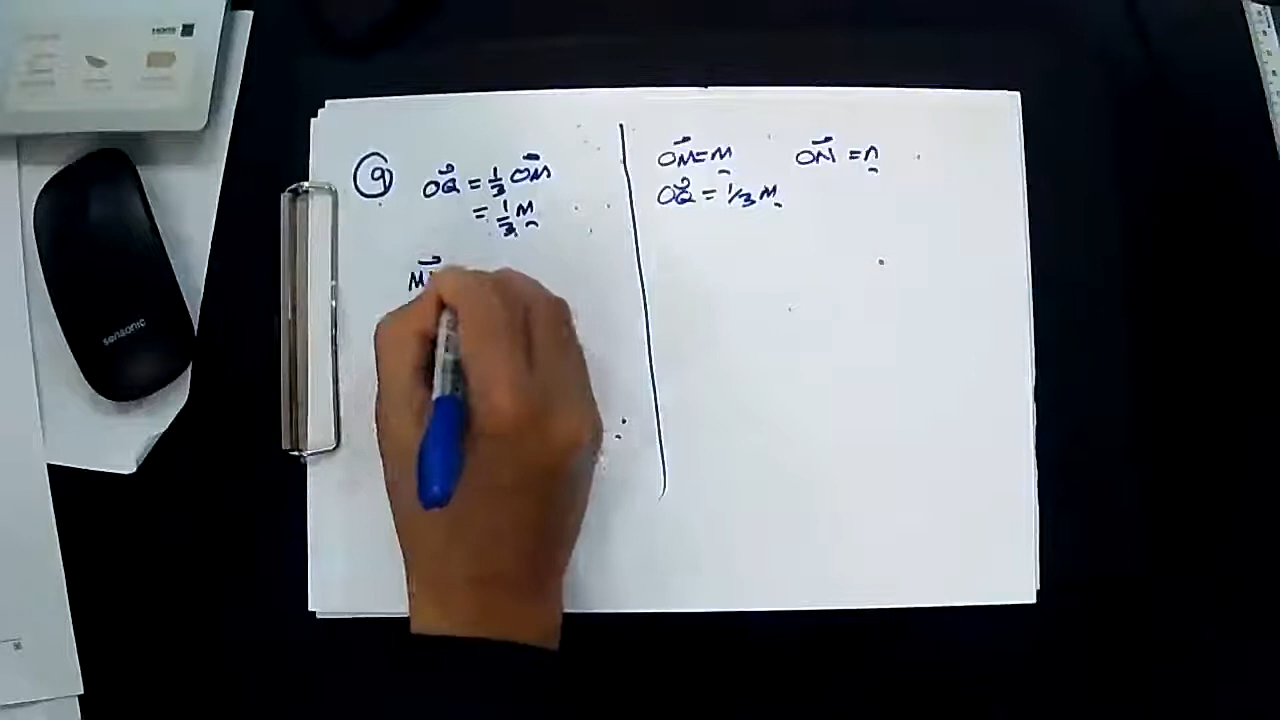 9
OQ⃗ = 1/3 OM⃗
= 1/3 m
M
OM⃗ = m ON⃗ = n
OQ⃗ = 1/3 m
sensonic